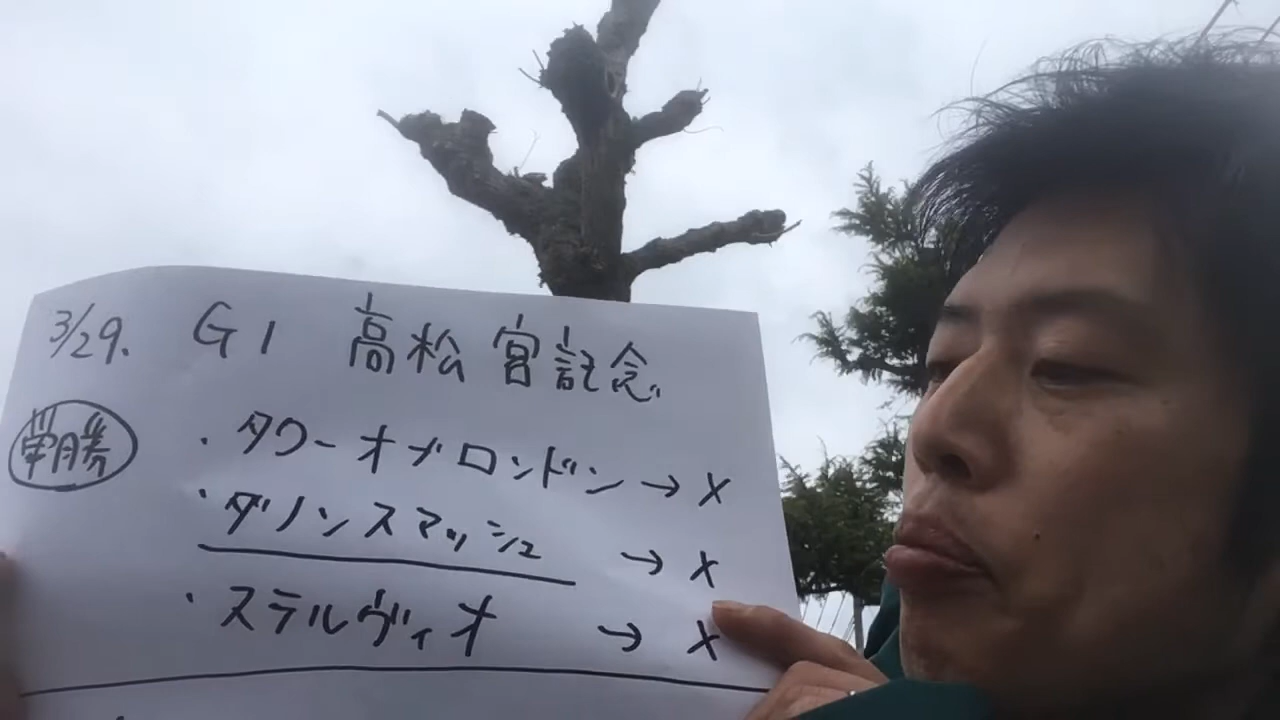 3/29. G1 高松宮記念
単勝 ・タワーオブロンドン→×
・ダノンスマッシュ →×
・ステルヴィオ →×